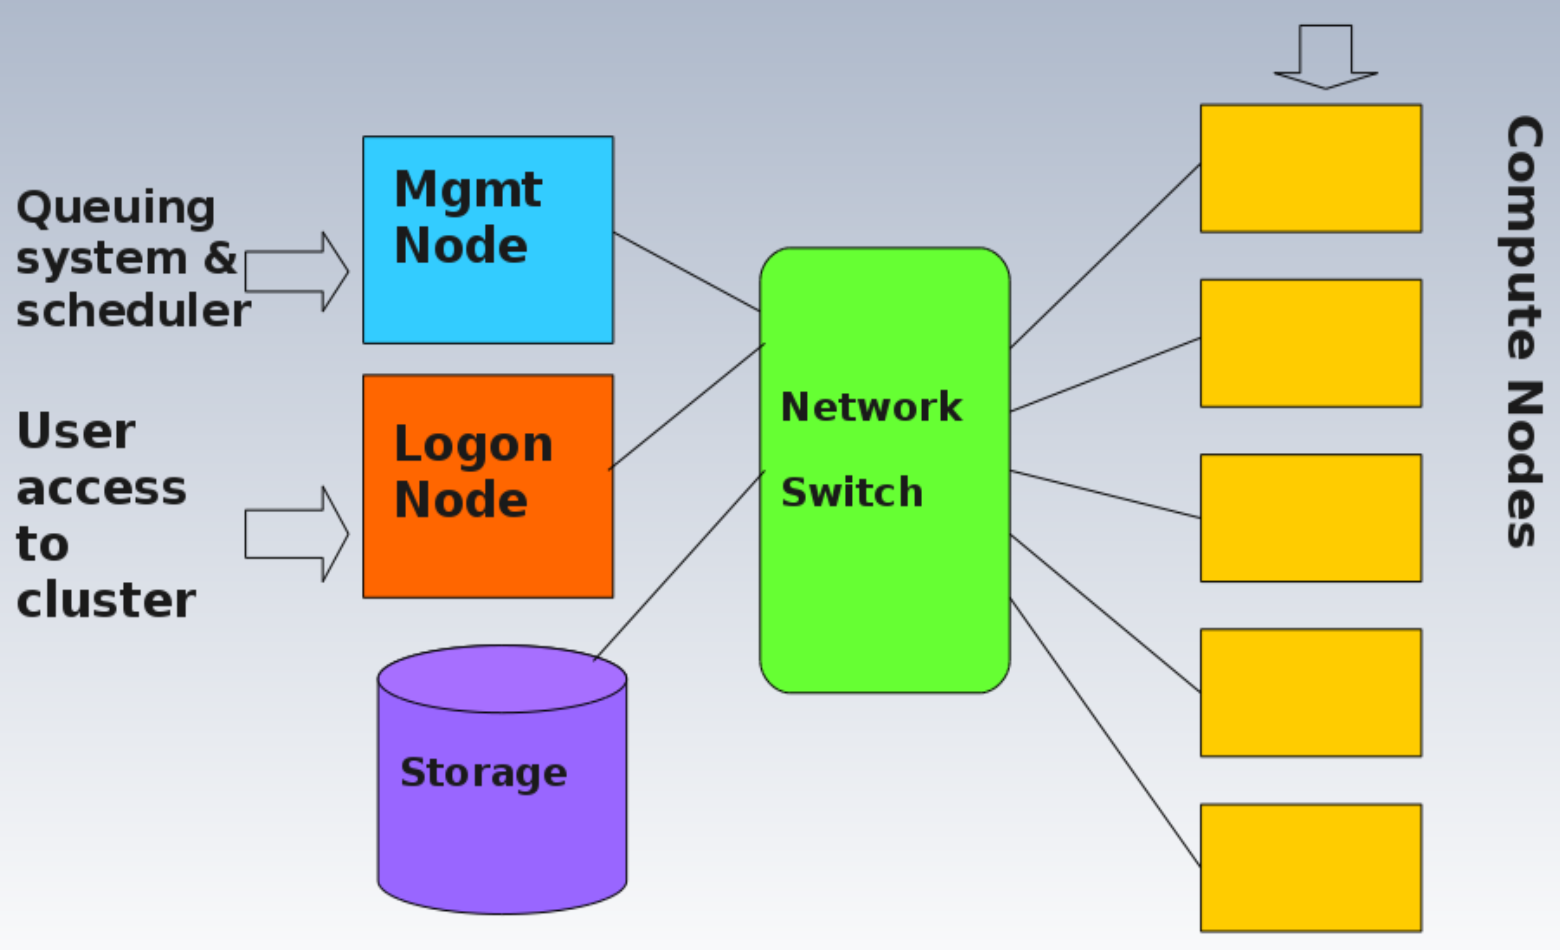 Queuing
system &
scheduler
Mgmt
Node
User
access
to
cluster
Logon
Node
Storage
Network
Switch
Compute Nodes